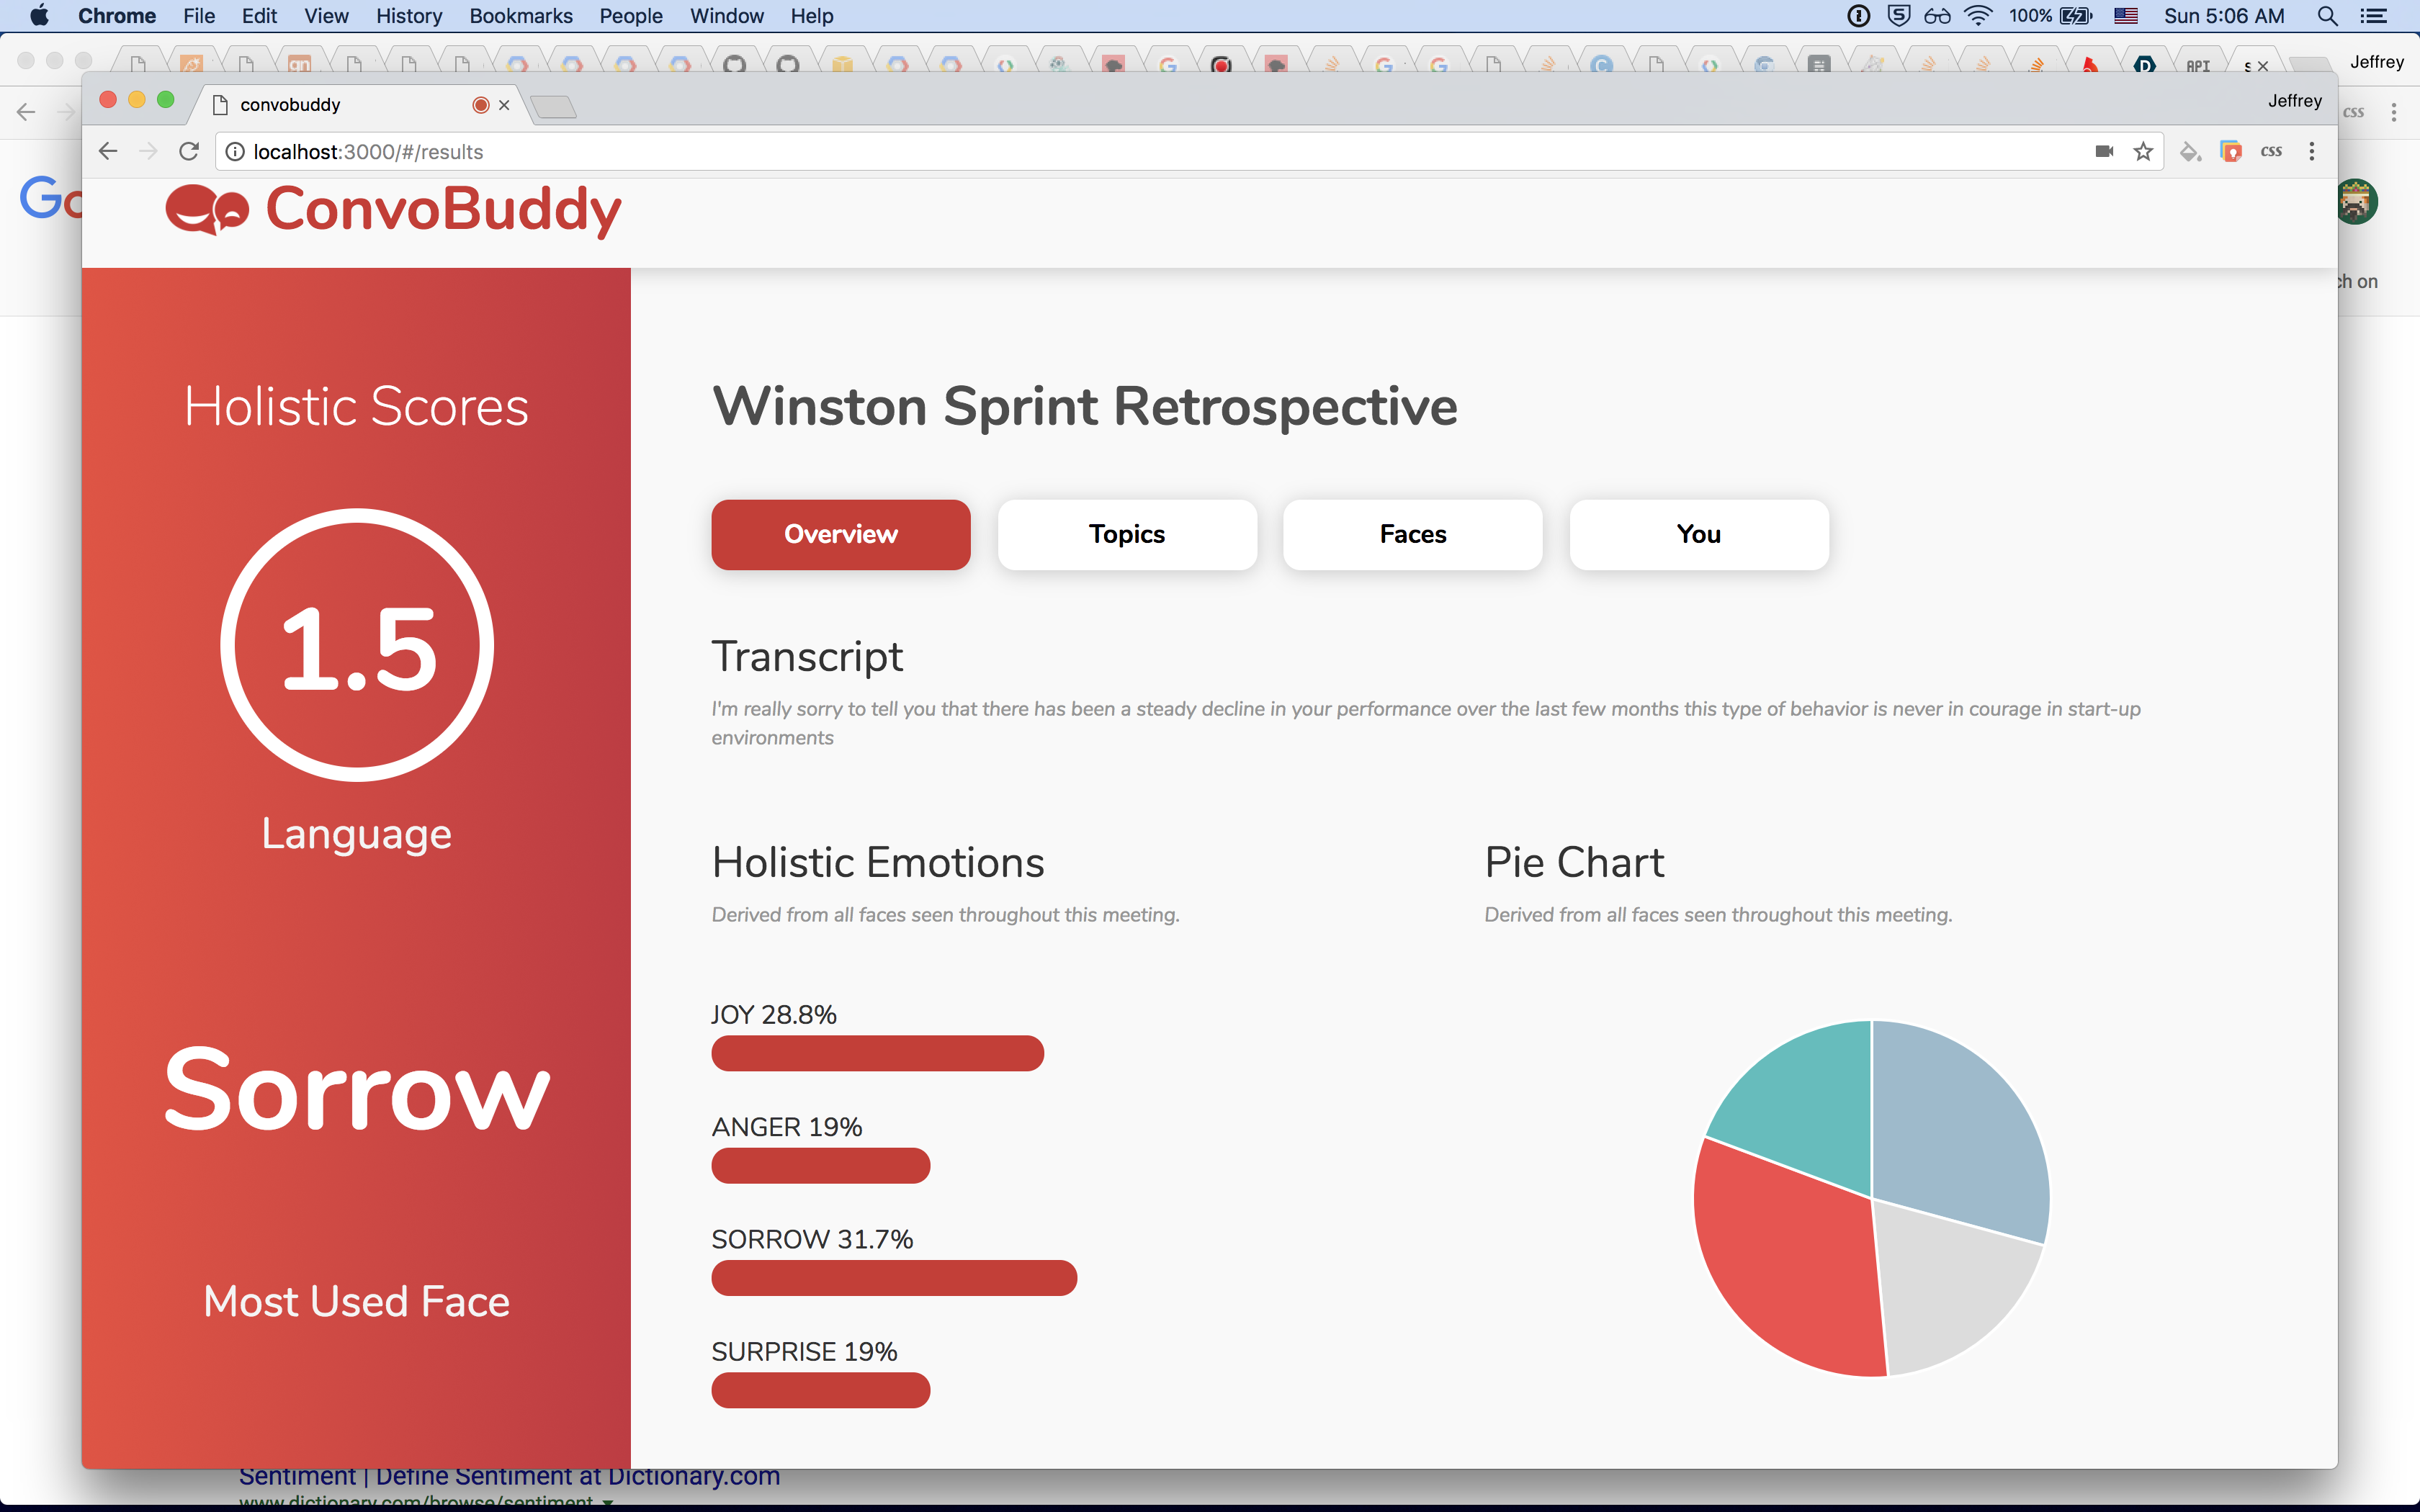 Chrome File Edit View History Bookmarks People Window Help 100% Sun 5:06 AM
API Jeffrey
convobuddy Jeffrey
localhost:3000/#/results css css
Go ConvoBuddy
ch on
Holistic Scores
1.5
Language
Sorrow
Most Used Face
Winston Sprint Retrospective
Overview Topics Faces You
Transcript
I'm really sorry to tell you that there has been a steady decline in your performance over the last few months this type of behavior is never in courage in start-up
environments
Holistic Emotions
Derived from all faces seen throughout this meeting.
JOY 28.8%
ANGER 19%
SORROW 31.7%
SURPRISE 19%
Pie Chart
Derived from all faces seen throughout this meeting.
Sentiment | Define Sentiment at Dictionary.com
www.dictionary.com/browse/sentiment